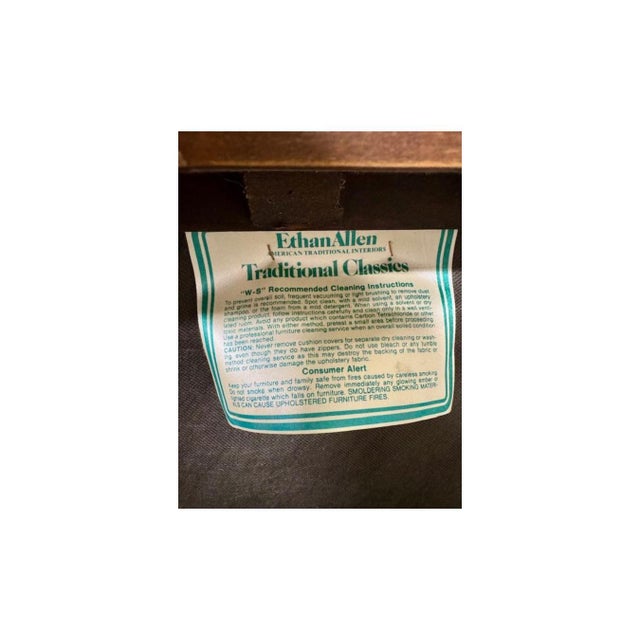 EthanAllen
AMERICAN TRADITIONAL INTERIORS
Traditional Classics
"W-S" Recommended Cleaning Instructions
To prevent overall soil, frequent vacuuming or light brushing to remove dust
and grime is recommended. Spot clean, with a mild solvent, an upholstery
shampoo, or the foam from a mild detergent. When using a solvent or dry
cleaning product, follow instructions carefully and clean only in a well venti-
lated room. Avoid any product which contains Carbon Tetrachloride or other
toxic materials. With either method, pretest a small area before proceeding.
Use a professional furniture cleaning service when an overall soiled condition
has been reached.
CAUTION: Never remove cushion covers for separate dry cleaning or wash-
ing, even though they do have zippers. Do not use bleach or any tumble
method cleaning service as this may destroy the backing of the fabric or
shrink or otherwise damage the upholstery fabric.
Consumer Alert
Keep your furniture and family safe from fires caused by careless smoking.
Do not smoke when drowsy. Remove immediately any glowing ember or
lighted cigarette which falls on furniture. SMOLDERING SMOKING MATER-
IALS CAN CAUSE UPHOLSTERED FURNITURE FIRES.